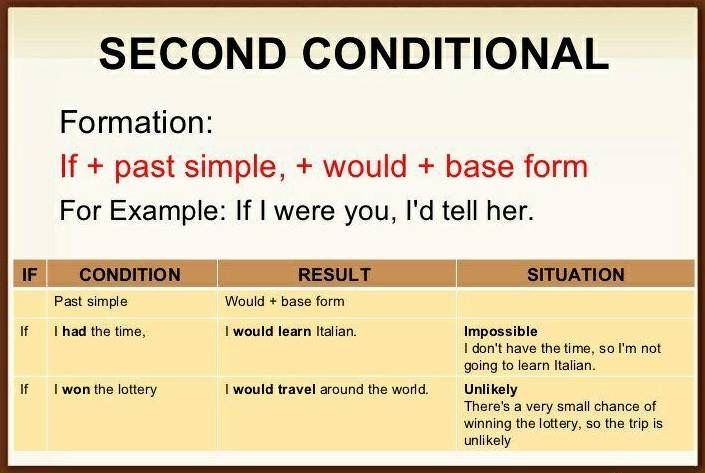 SECOND CONDITIONAL
Formation:
If + past simple, + would + base form
For Example: If I were you, I'd tell her.
IF CONDITION RESULT SITUATION
Past simple Would + base form
If I had the time, I would learn Italian. Impossible
I don't have the time, so I'm not
going to learn Italian.
If I won the lottery I would travel around the world. Unlikely
There's a very small chance of
winning the lottery, so the trip is
unlikely